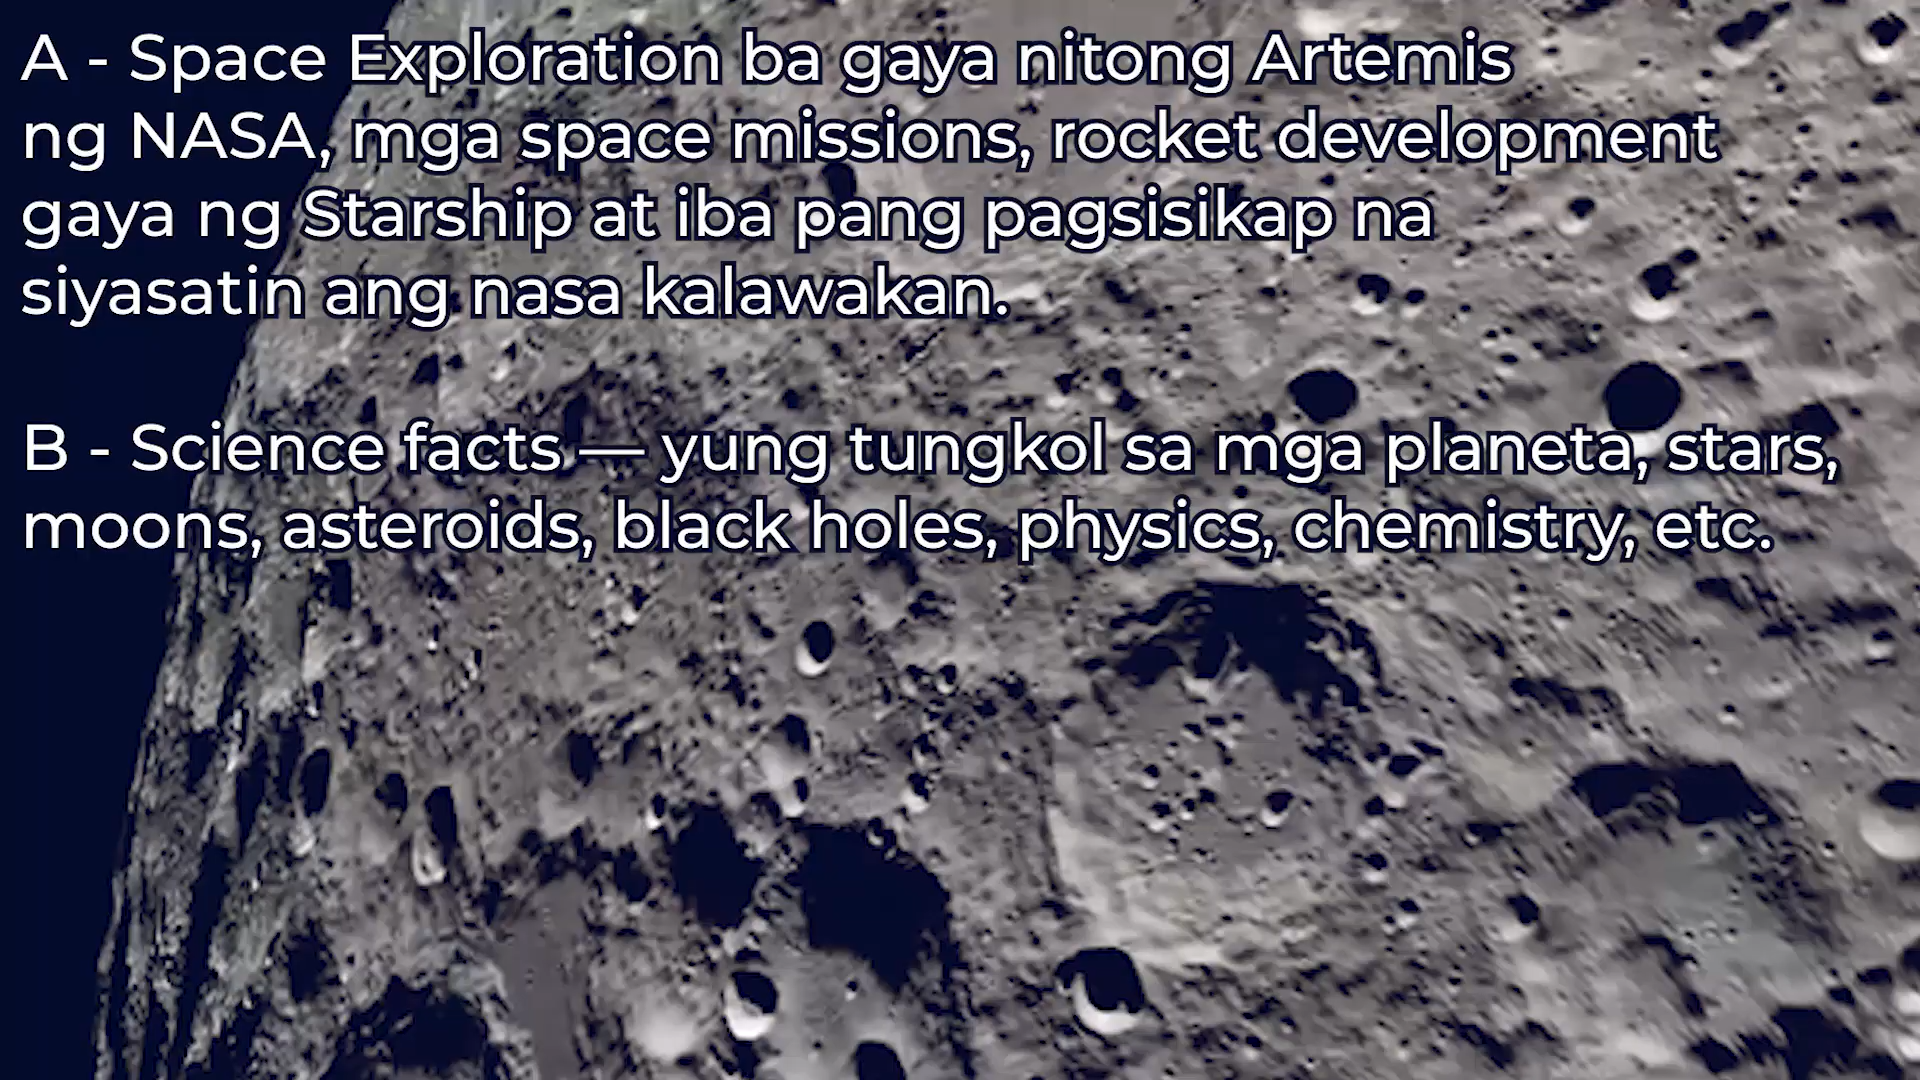 A - Space Exploration ba gaya nitong Artemis
ng NASA, mga space missions, rocket development
gaya ng Starship at iba pang pagsisikap na
siyasatin ang nasa kalawakan.
B - Science facts — yung tungkol sa mga planeta, stars,
moons, asteroids, black holes, physics, chemistry, etc.